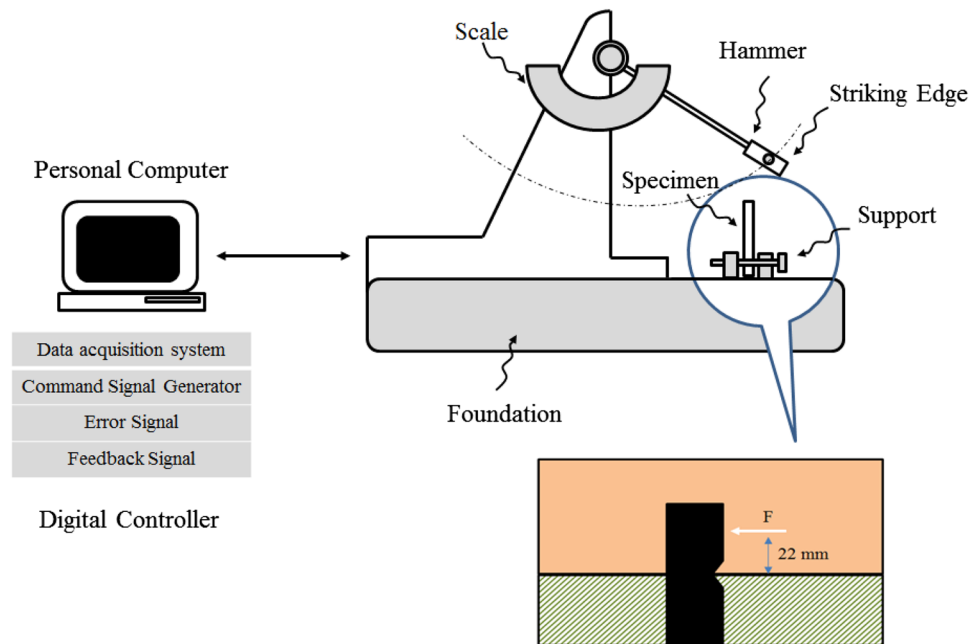 Scale
Hammer
Striking Edge
Personal Computer
Specimen
Support
Data acquisition system
Command Signal Generator
Error Signal
Feedback Signal
Foundation
Digital Controller
F
22 mm